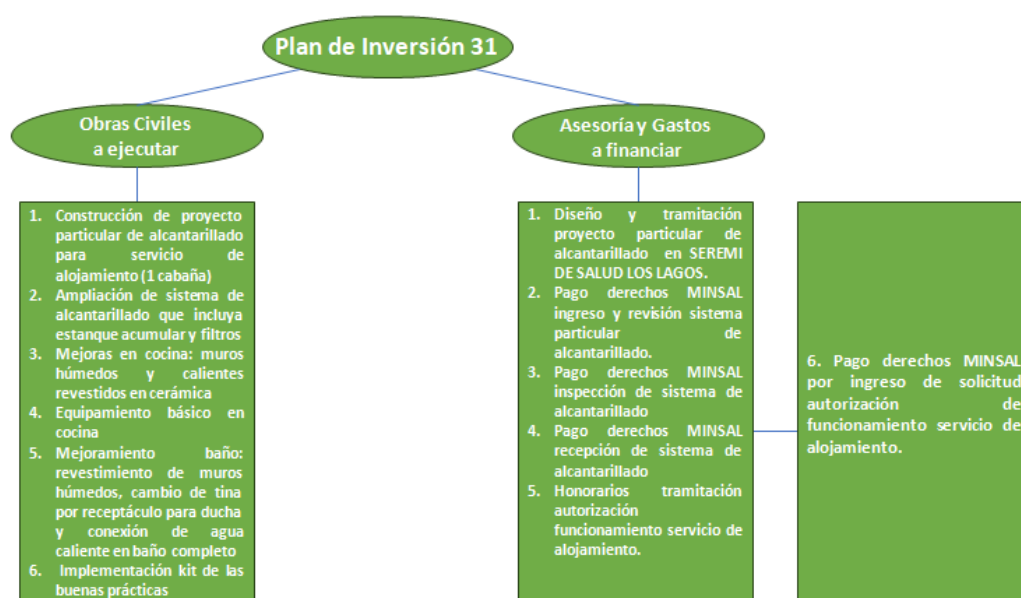 Plan de Inversión 31
Obras Civiles
a ejecutar
Asesoría y Gastos
a financiar
1. Construcción de proyecto
particular de alcantarillado
para servicio de
alojamiento (1 cabaña)
2. Ampliación de sistema de
alcantarillado que incluya
estanque acumular y filtros
3. Mejoras en cocina: muros
húmedos y calientes
revestidos en cerámica
4. Equipamiento básico en
cocina
5. Mejoramiento baño:
revestimiento de muros
húmedos, cambio de tina
por receptáculo para ducha
y conexión de agua
caliente en baño completo
6. Implementación kit de las
buenas prácticas
1. Diseño y tramitación
proyecto particular de
alcantarillado en SEREMI
DE SALUD LOS LAGOS.
2. Pago derechos MINSAL
ingreso y revisión sistema
particular de
alcantarillado.
3. Pago derechos MINSAL
inspección de sistema de
alcantarillado
4. Pago derechos MINSAL
recepción de sistema de
alcantarillado
5. Honorarios tramitación
autorización
funcionamiento servicio de
alojamiento.
6. Pago derechos MINSAL
por ingreso de solicitud
autorización de
funcionamiento servicio de
alojamiento.